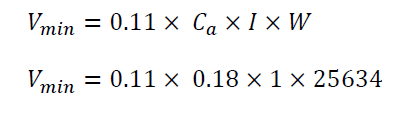 V_min = 0.11 × C_a × I × W
V_min = 0.11 × 0.18 × 1 × 25634